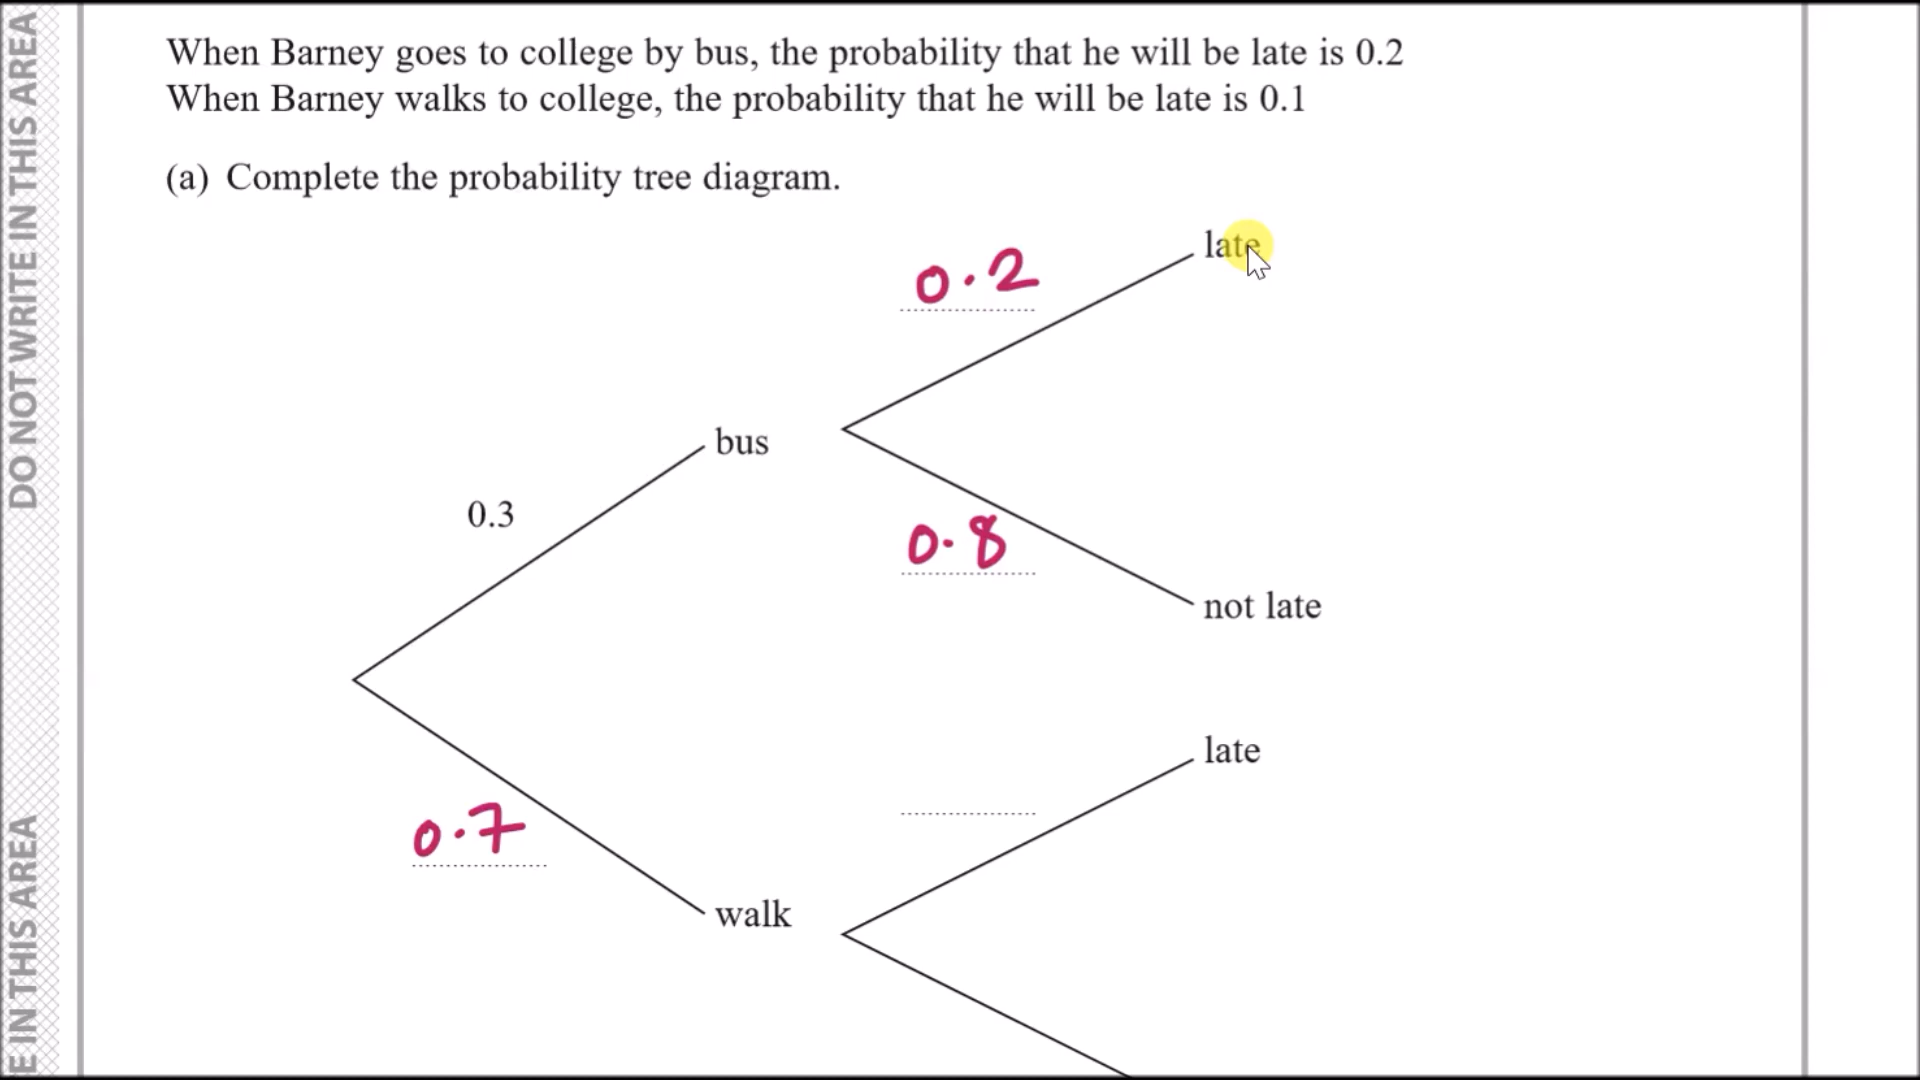 When Barney goes to college by bus, the probability that he will be late is 0.2
When Barney walks to college, the probability that he will be late is 0.1
(a) Complete the probability tree diagram.
late
0.2
bus
0.3
0.8
not late
late
0.7
walk
DO NOT WRITE IN THIS AREA
E IN THIS AREA